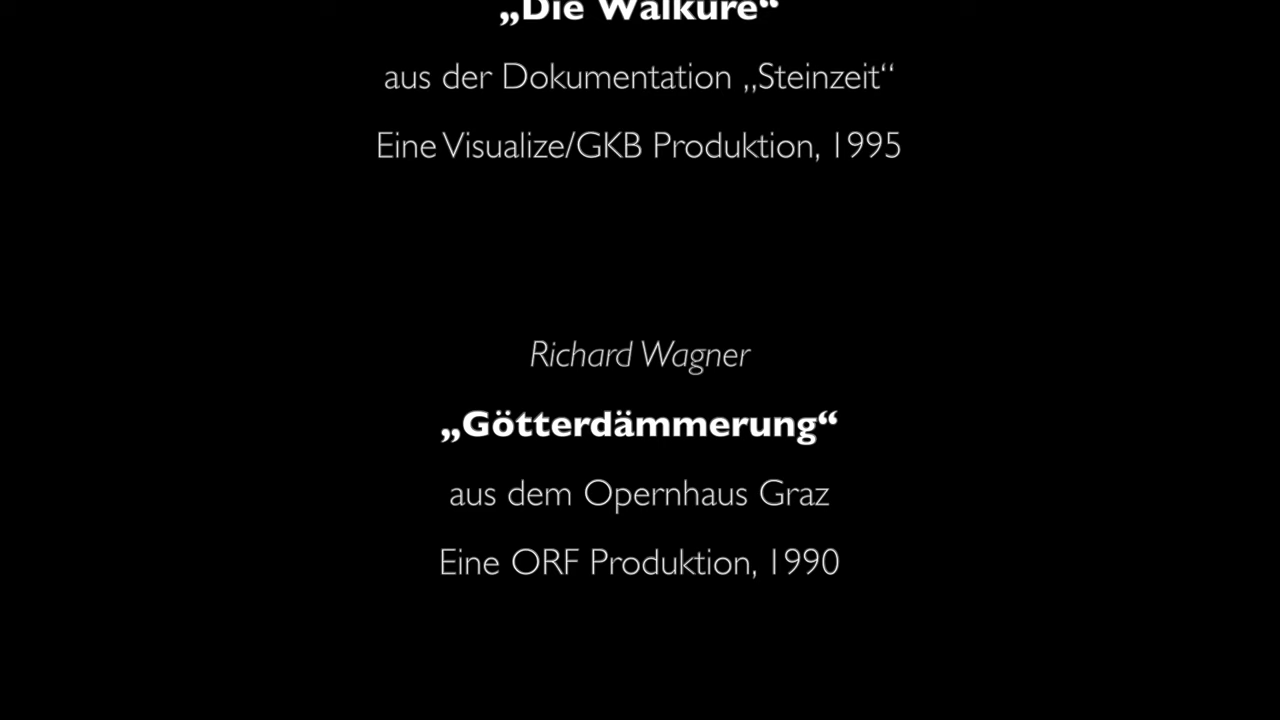 „Die Walküre“
aus der Dokumentation „Steinzeit“
Eine Visualize/GKB Produktion, 1995
Richard Wagner
„Götterdämmerung“
aus dem Opernhaus Graz
Eine ORF Produktion, 1990